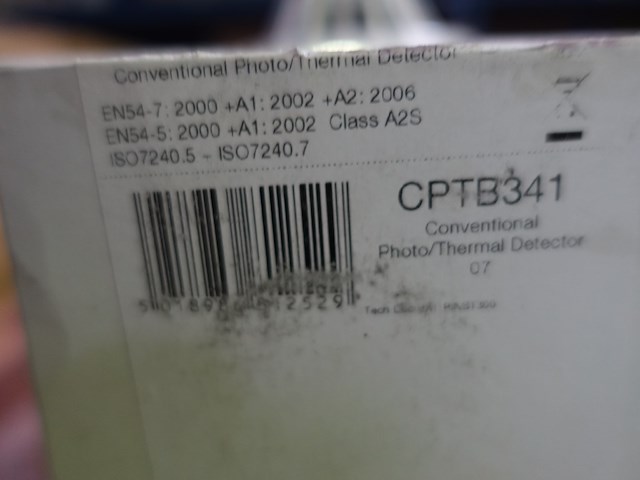 Conventional Photo/Thermal Detector
EN54-7: 2000 +A1: 2002 +A2: 2006
EN54-5: 2000 +A1: 2002 Class A2S
ISO7240.5 - ISO7240.7
CPTB341
Conventional
Photo/Thermal Detector
07
Tech